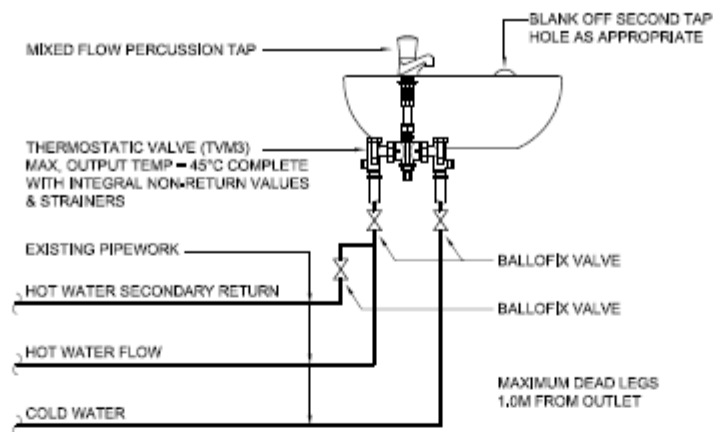 BLANK OFF SECOND TAP
HOLE AS APPROPRIATE
MIXED FLOW PERCUSSION TAP
THERMOSTATIC VALVE (TVM3)
MAX. OUTPUT TEMP = 45°C COMPLETE
WITH INTEGRAL NON-RETURN VALUES
& STRAINERS
EXISTING PIPEWORK
BALLOFIX VALVE
HOT WATER SECONDARY RETURN
BALLOFIX VALVE
HOT WATER FLOW
MAXIMUM DEAD LEGS
1.0M FROM OUTLET
COLD WATER